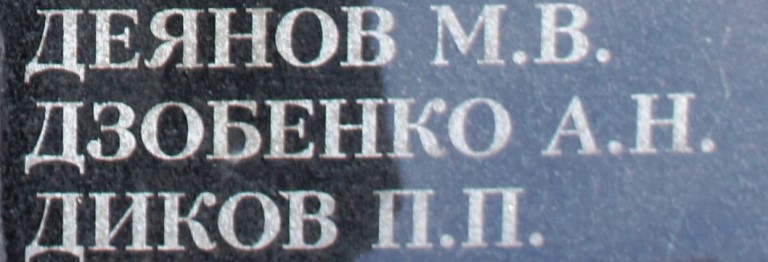 ДЕЯНОВ М.В.
ДЗОБЕНКО А.Н.
ДИКОВ П.П.